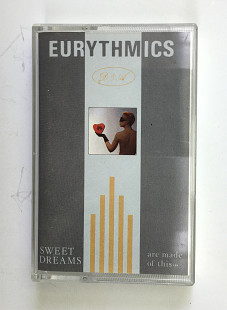 EURYTHMICS
SWEET are made
DREAMS of this